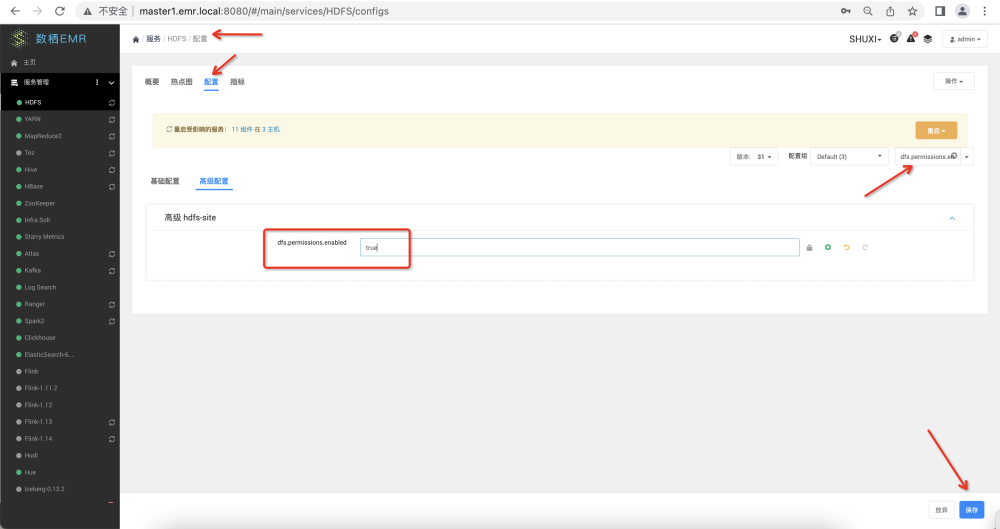 不安全 master1.emr.local:8080/#/main/services/HDFS/configs
数栖EMR
/ 服务 / HDFS / 配置
SHUXI
admin
主页
服务管理
HDFS
YARN
MapReduce2
Tez
Hive
HBase
ZooKeeper
Infra Solr
Starry Metrics
Atlas
Kafka
Log Search
Ranger
Spark2
Clickhouse
ElasticSearch-6....
Flink
Flink-1.11.2
Flink-1.12
Flink-1.13
Flink-1.14
Hudi
Hue
Iceberg-0.13.2
概要 热点图 配置 指标
操作
重启受影响的服务: 11 组件 在 3 主机
重启
版本: 31
配置组 Default (3)
dfs.permissions.en
基础配置 高级配置
高级 hdfs-site
dfs.permissions.enabled true
放弃 保存